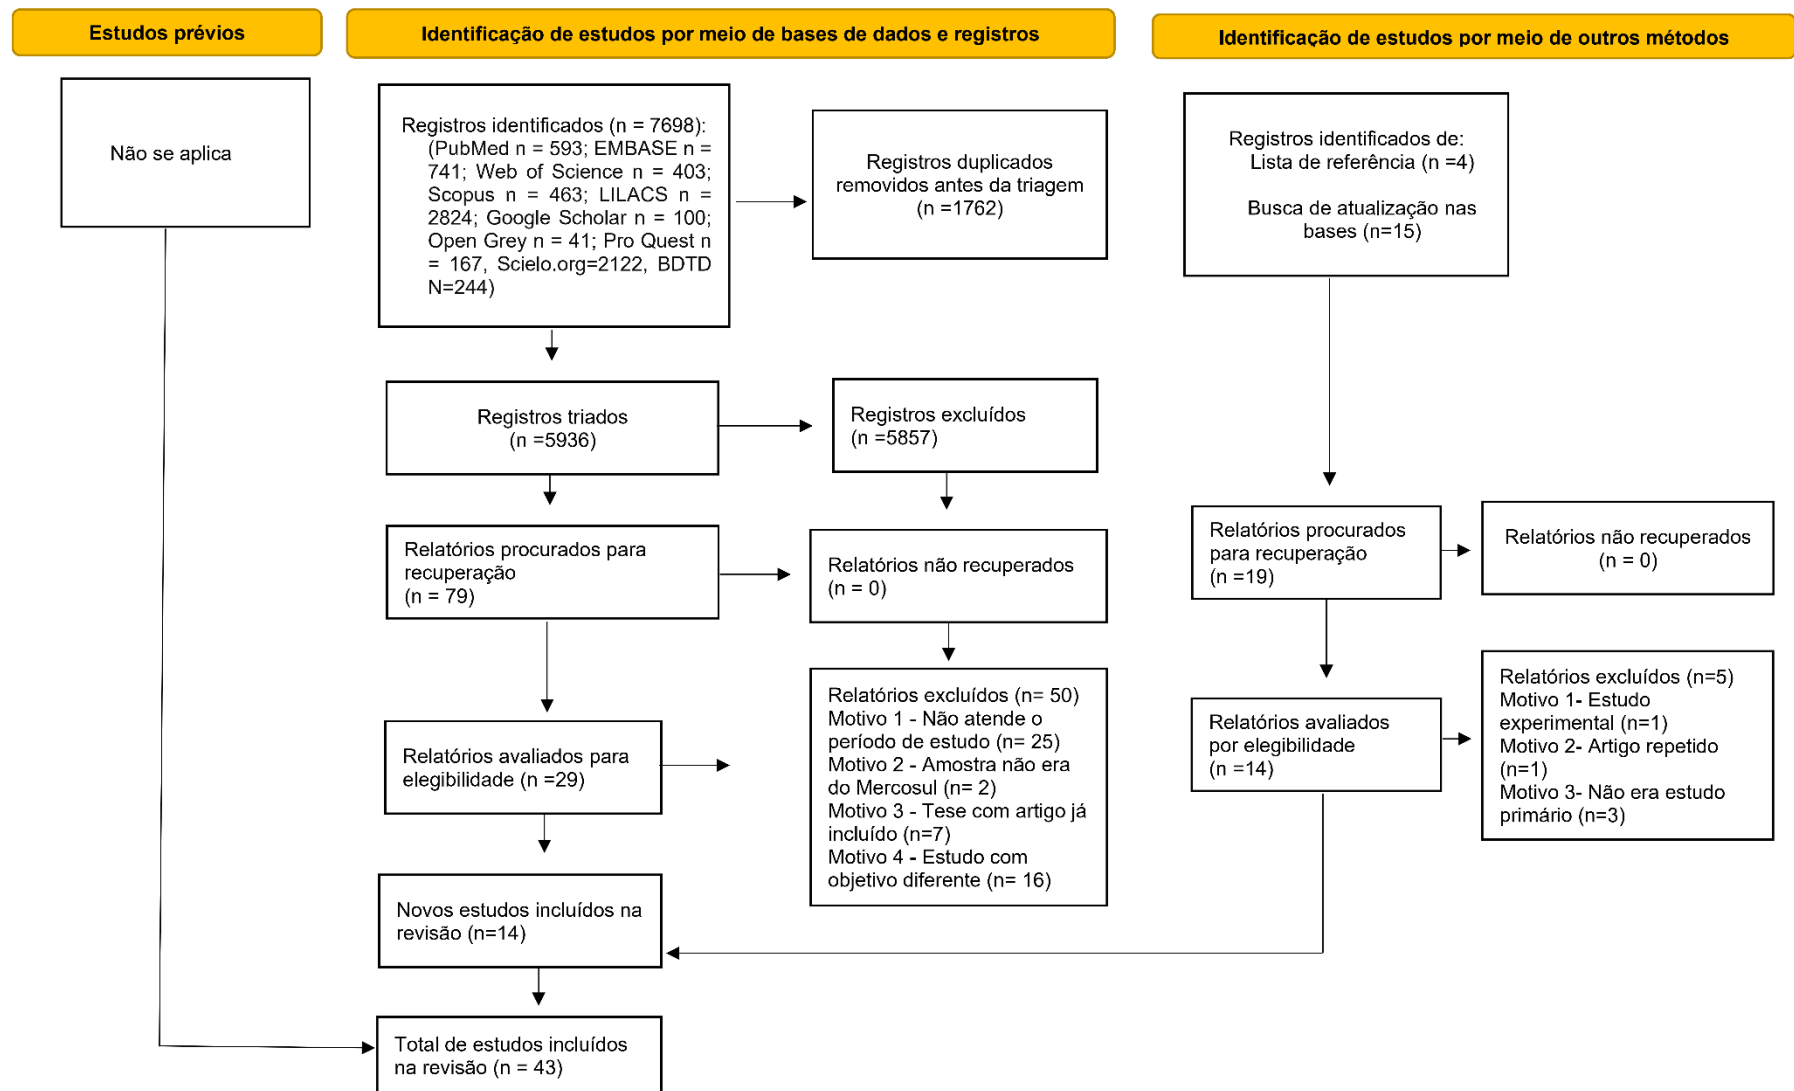 Estudos prévios
Identificação de estudos por meio de bases de dados e registros
Identificação de estudos por meio de outros métodos
Não se aplica
Registros identificados (n = 7698):
(PubMed n = 593; EMBASE n =
741; Web of Science n = 403;
Scopus n = 463; LILACS n =
2824; Google Scholar n = 100;
Open Grey n = 41; Pro Quest n
= 167, Scielo.org=2122, BDTD
N=244)
Registros duplicados
removidos antes da triagem
(n =1762)
Registros identificados de:
Lista de referência (n =4)
Busca de atualização nas
bases (n=15)
Registros triados
(n =5936)
Registros excluídos
(n =5857)
Relatórios procurados para
recuperação
(n = 79)
Relatórios não recuperados
(n = 0)
Relatórios procurados
para recuperação
(n =19)
Relatórios não recuperados
(n = 0)
Relatórios avaliados para
elegibilidade (n =29)
Relatórios excluídos (n= 50)
Motivo 1 - Não atende o
período de estudo (n= 25)
Motivo 2 - Amostra não era
do Mercosul (n= 2)
Motivo 3 - Tese com artigo já
incluído (n=7)
Motivo 4 - Estudo com
objetivo diferente (n= 16)
Relatórios avaliados
por elegibilidade
(n =14)
Relatórios excluídos (n=5)
Motivo 1- Estudo
experimental (n=1)
Motivo 2- Artigo repetido
(n=1)
Motivo 3- Não era estudo
primário (n=3)
Novos estudos incluídos na
revisão (n=14)
Total de estudos incluídos
na revisão (n = 43)